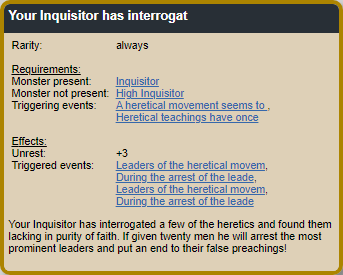 Your Inquisitor has interrogat
Rarity: always
Requirements:
Monster present: Inquisitor
Monster not present: High Inquisitor
Triggering events: A heretical movement seems to ,
Heretical teachings have once
Effects:
Unrest: +3
Triggered events: Leaders of the heretical movem,
During the arrest of the leade,
Leaders of the heretical movem,
During the arrest of the leade
Your Inquisitor has interrogated a few of the heretics and found them
lacking in purity of faith. If given twenty men he will arrest the most
prominent leaders and put an end to their false preachings!